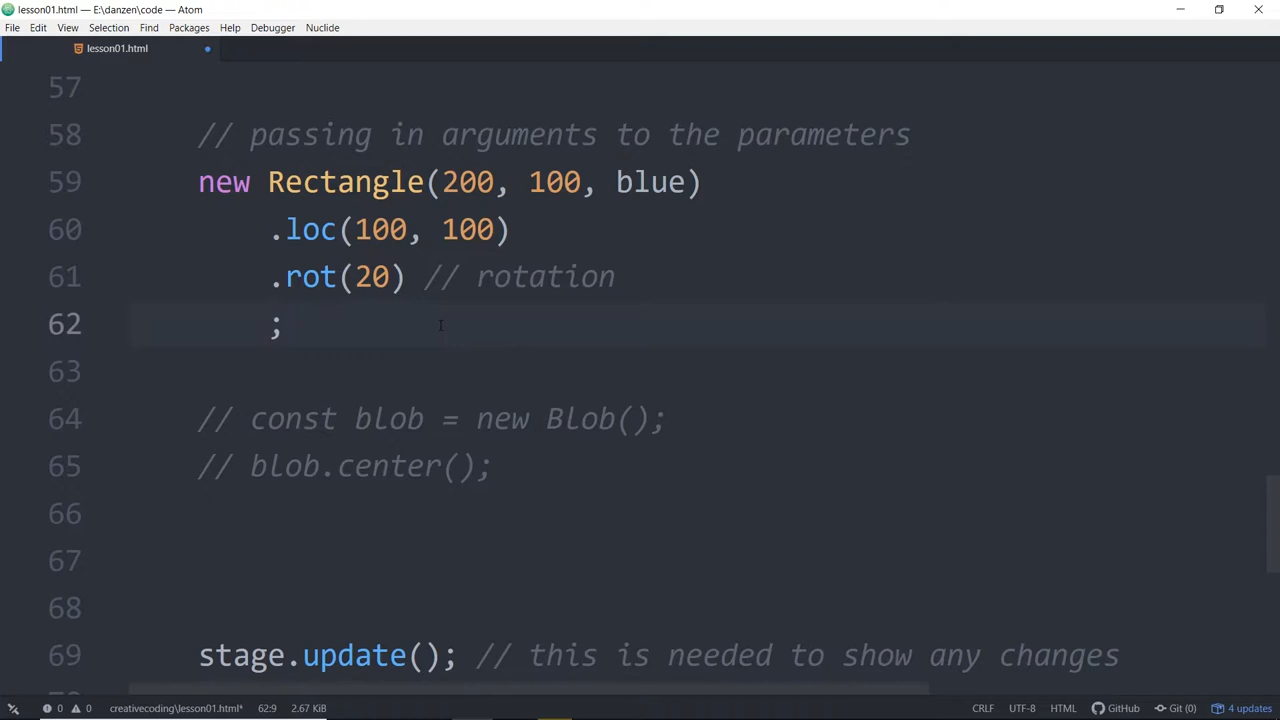 lesson01.html — E:\danzen\code — Atom
File Edit View Selection Find Packages Help Debugger Nuclide
lesson01.html
57
58 // passing in arguments to the parameters
59 new Rectangle(200, 100, blue)
60 .loc(100, 100)
61 .rot(20) // rotation
62 ;
63
64 // const blob = new Blob();
65 // blob.center();
66
67
68
69 stage.update(); // this is needed to show any changes
0 0 creativecoding\lesson01.html* 62:9 2.67 KiB CRLF UTF-8 HTML GitHub Git (0) 4 updates